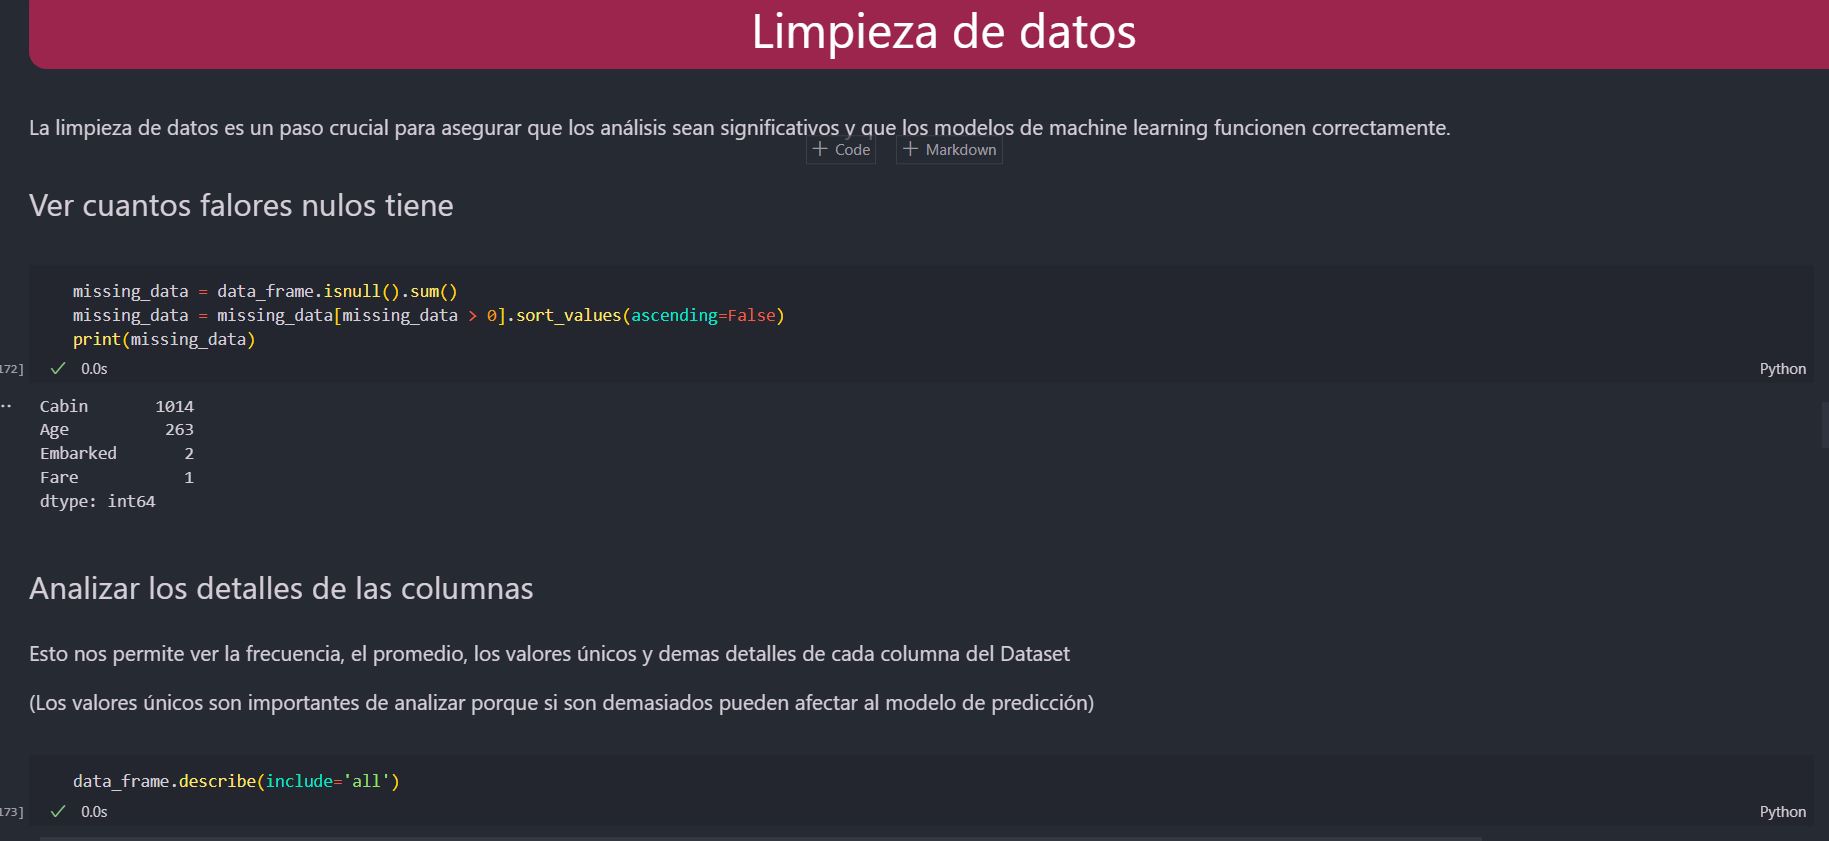 Limpieza de datos
La limpieza de datos es un paso crucial para asegurar que los análisis sean significativos y que los modelos de machine learning funcionen correctamente.
+ Code + Markdown
Ver cuantos falores nulos tiene
missing_data = data_frame.isnull().sum()
missing_data = missing_data[missing_data > 0].sort_values(ascending=False)
print(missing_data)
172] ✓ 0.0s Python
Cabin 1014
Age 263
Embarked 2
Fare 1
dtype: int64
Analizar los detalles de las columnas
Esto nos permite ver la frecuencia, el promedio, los valores únicos y demas detalles de cada columna del Dataset
(Los valores únicos son importantes de analizar porque si son demasiados pueden afectar al modelo de predicción)
data_frame.describe(include='all')
173] ✓ 0.0s Python